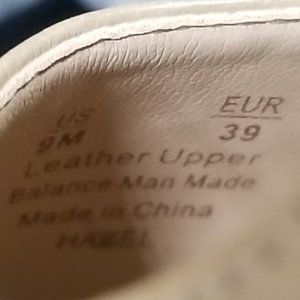 US EUR
9M 39
Leather Upper
Balance Man Made
Made in China
HAZEL